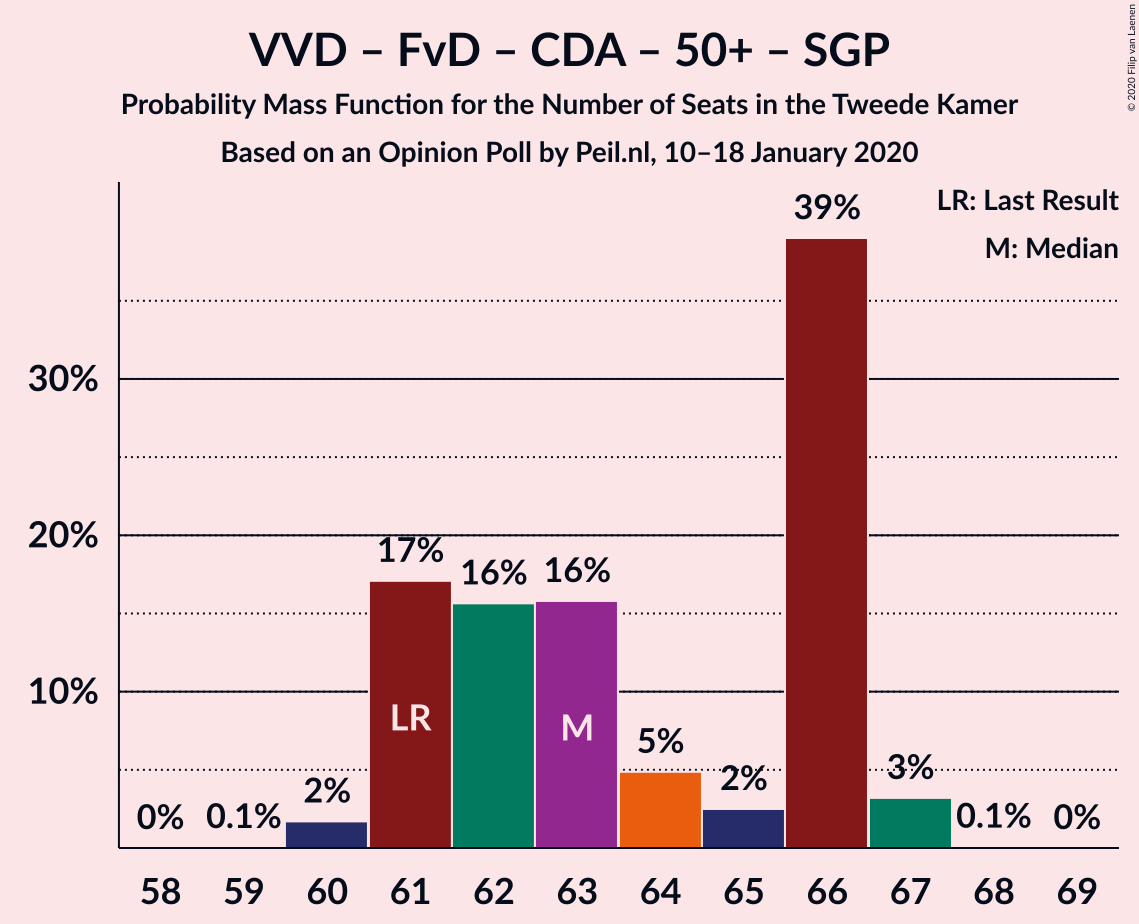 VVD – FvD – CDA – 50+ – SGP
Probability Mass Function for the Number of Seats in the Tweede Kamer
Based on an Opinion Poll by Peil.nl, 10–18 January 2020
© 2020 Filip van Laenen
LR: Last Result
M: Median
39%
30%
20%
17%
16%
16%
10%
LR
M
5%
2%
3%
2%
0%
0.1%
0.1%
0%
58 59 60 61 62 63 64 65 66 67 68 69